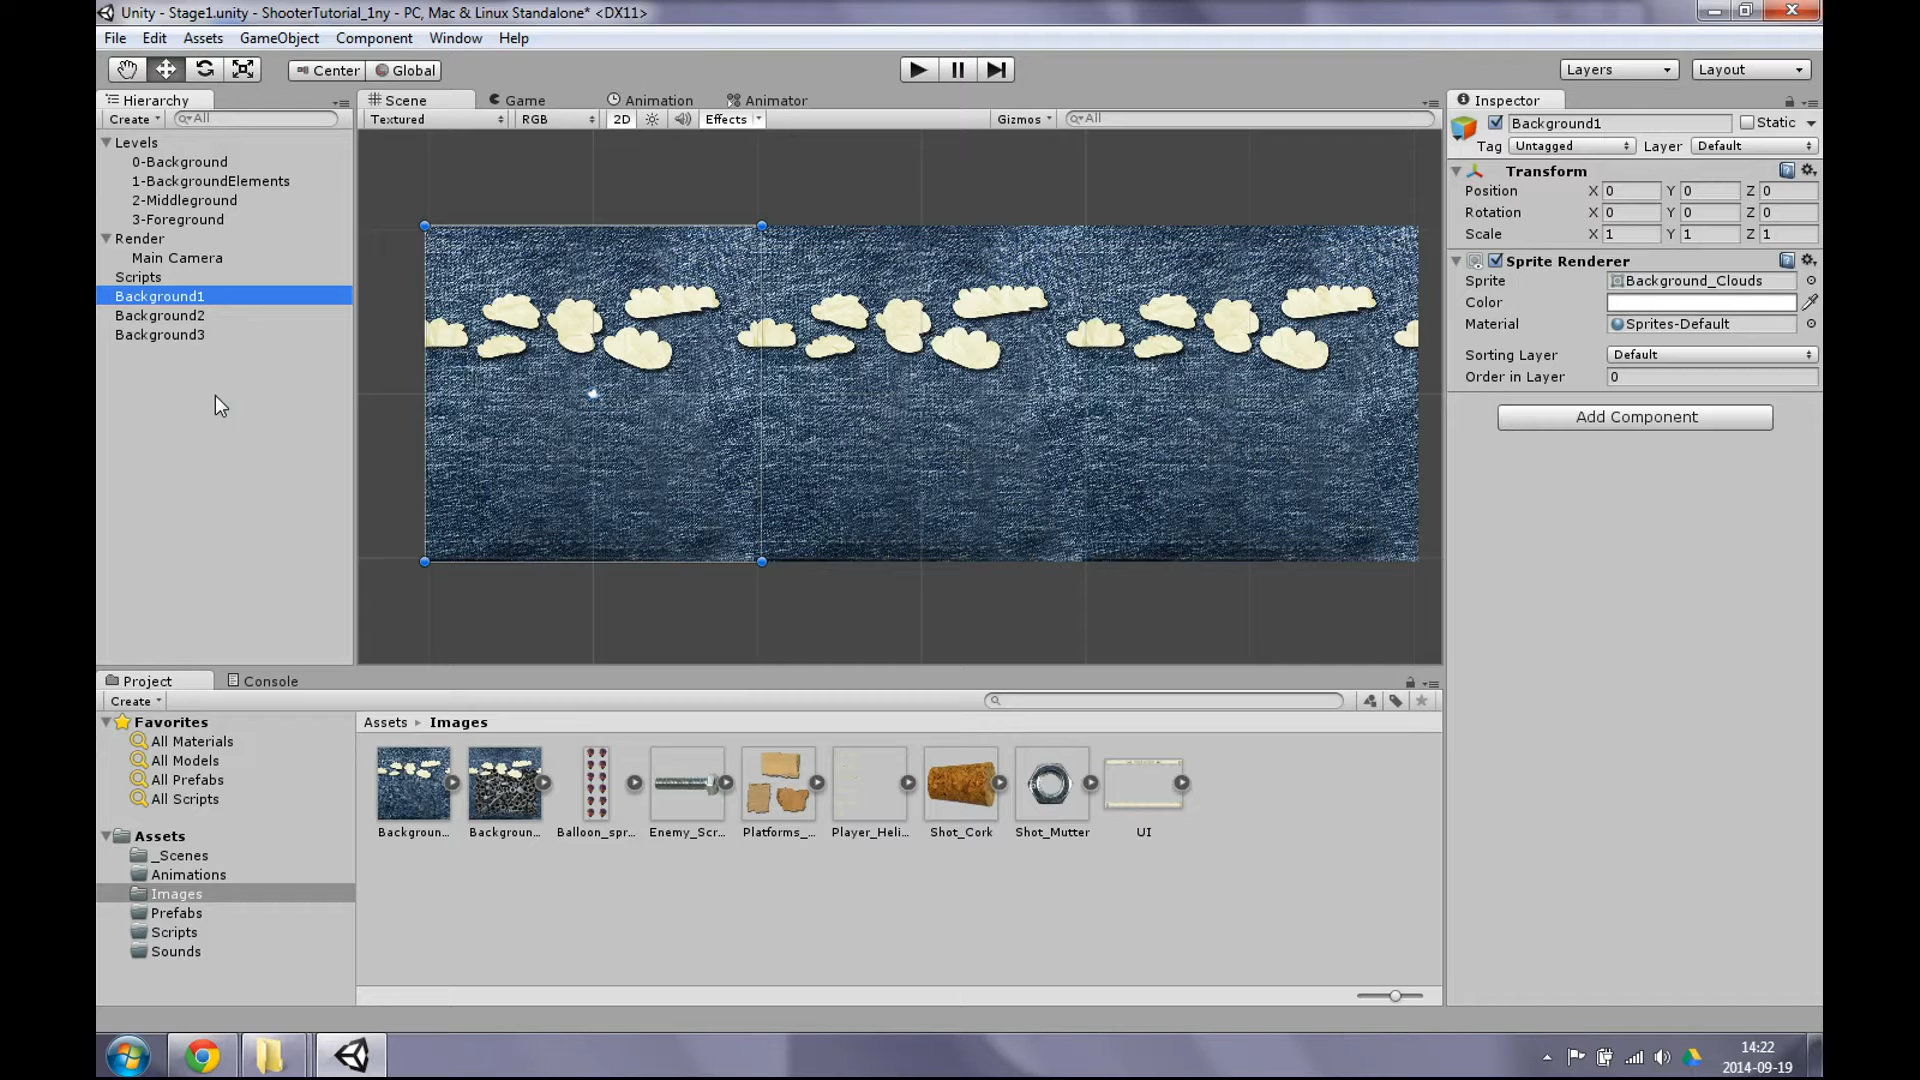 Unity - Stage1.unity - ShooterTutorial_1ny - PC, Mac & Linux Standalone* <DX11>
File Edit Assets GameObject Component Window Help
Center Global Layers Layout
Hierarchy
Create All
Levels
0-Background
1-BackgroundElements
2-Middleground
3-Foreground
Render
Main Camera
Scripts
Background1
Background2
Background3
Scene Game Animation Animator
Textured RGB 2D Effects Gizmos All
Inspector
Background1 Static
Tag Untagged Layer Default
Transform
Position X 0 Y 0 Z 0
Rotation X 0 Y 0 Z 0
Scale X 1 Y 1 Z 1
Sprite Renderer
Sprite Background_Clouds
Color
Material Sprites-Default
Sorting Layer Default
Order in Layer 0
Add Component
Project Console
Create
Favorites
All Materials
All Models
All Prefabs
All Scripts
Assets
_Scenes
Animations
Images
Prefabs
Scripts
Sounds
Assets Images
Backgroun... Backgroun... Balloon_spr... Enemy_Scr... Platforms_... Player_Heli... Shot_Cork Shot_Mutter UI
14:22
2014-09-19